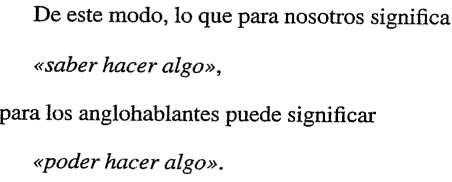 De este modo, lo que para nosotros significa
«saber hacer algo»,
para los anglohablantes puede significar
«poder hacer algo».